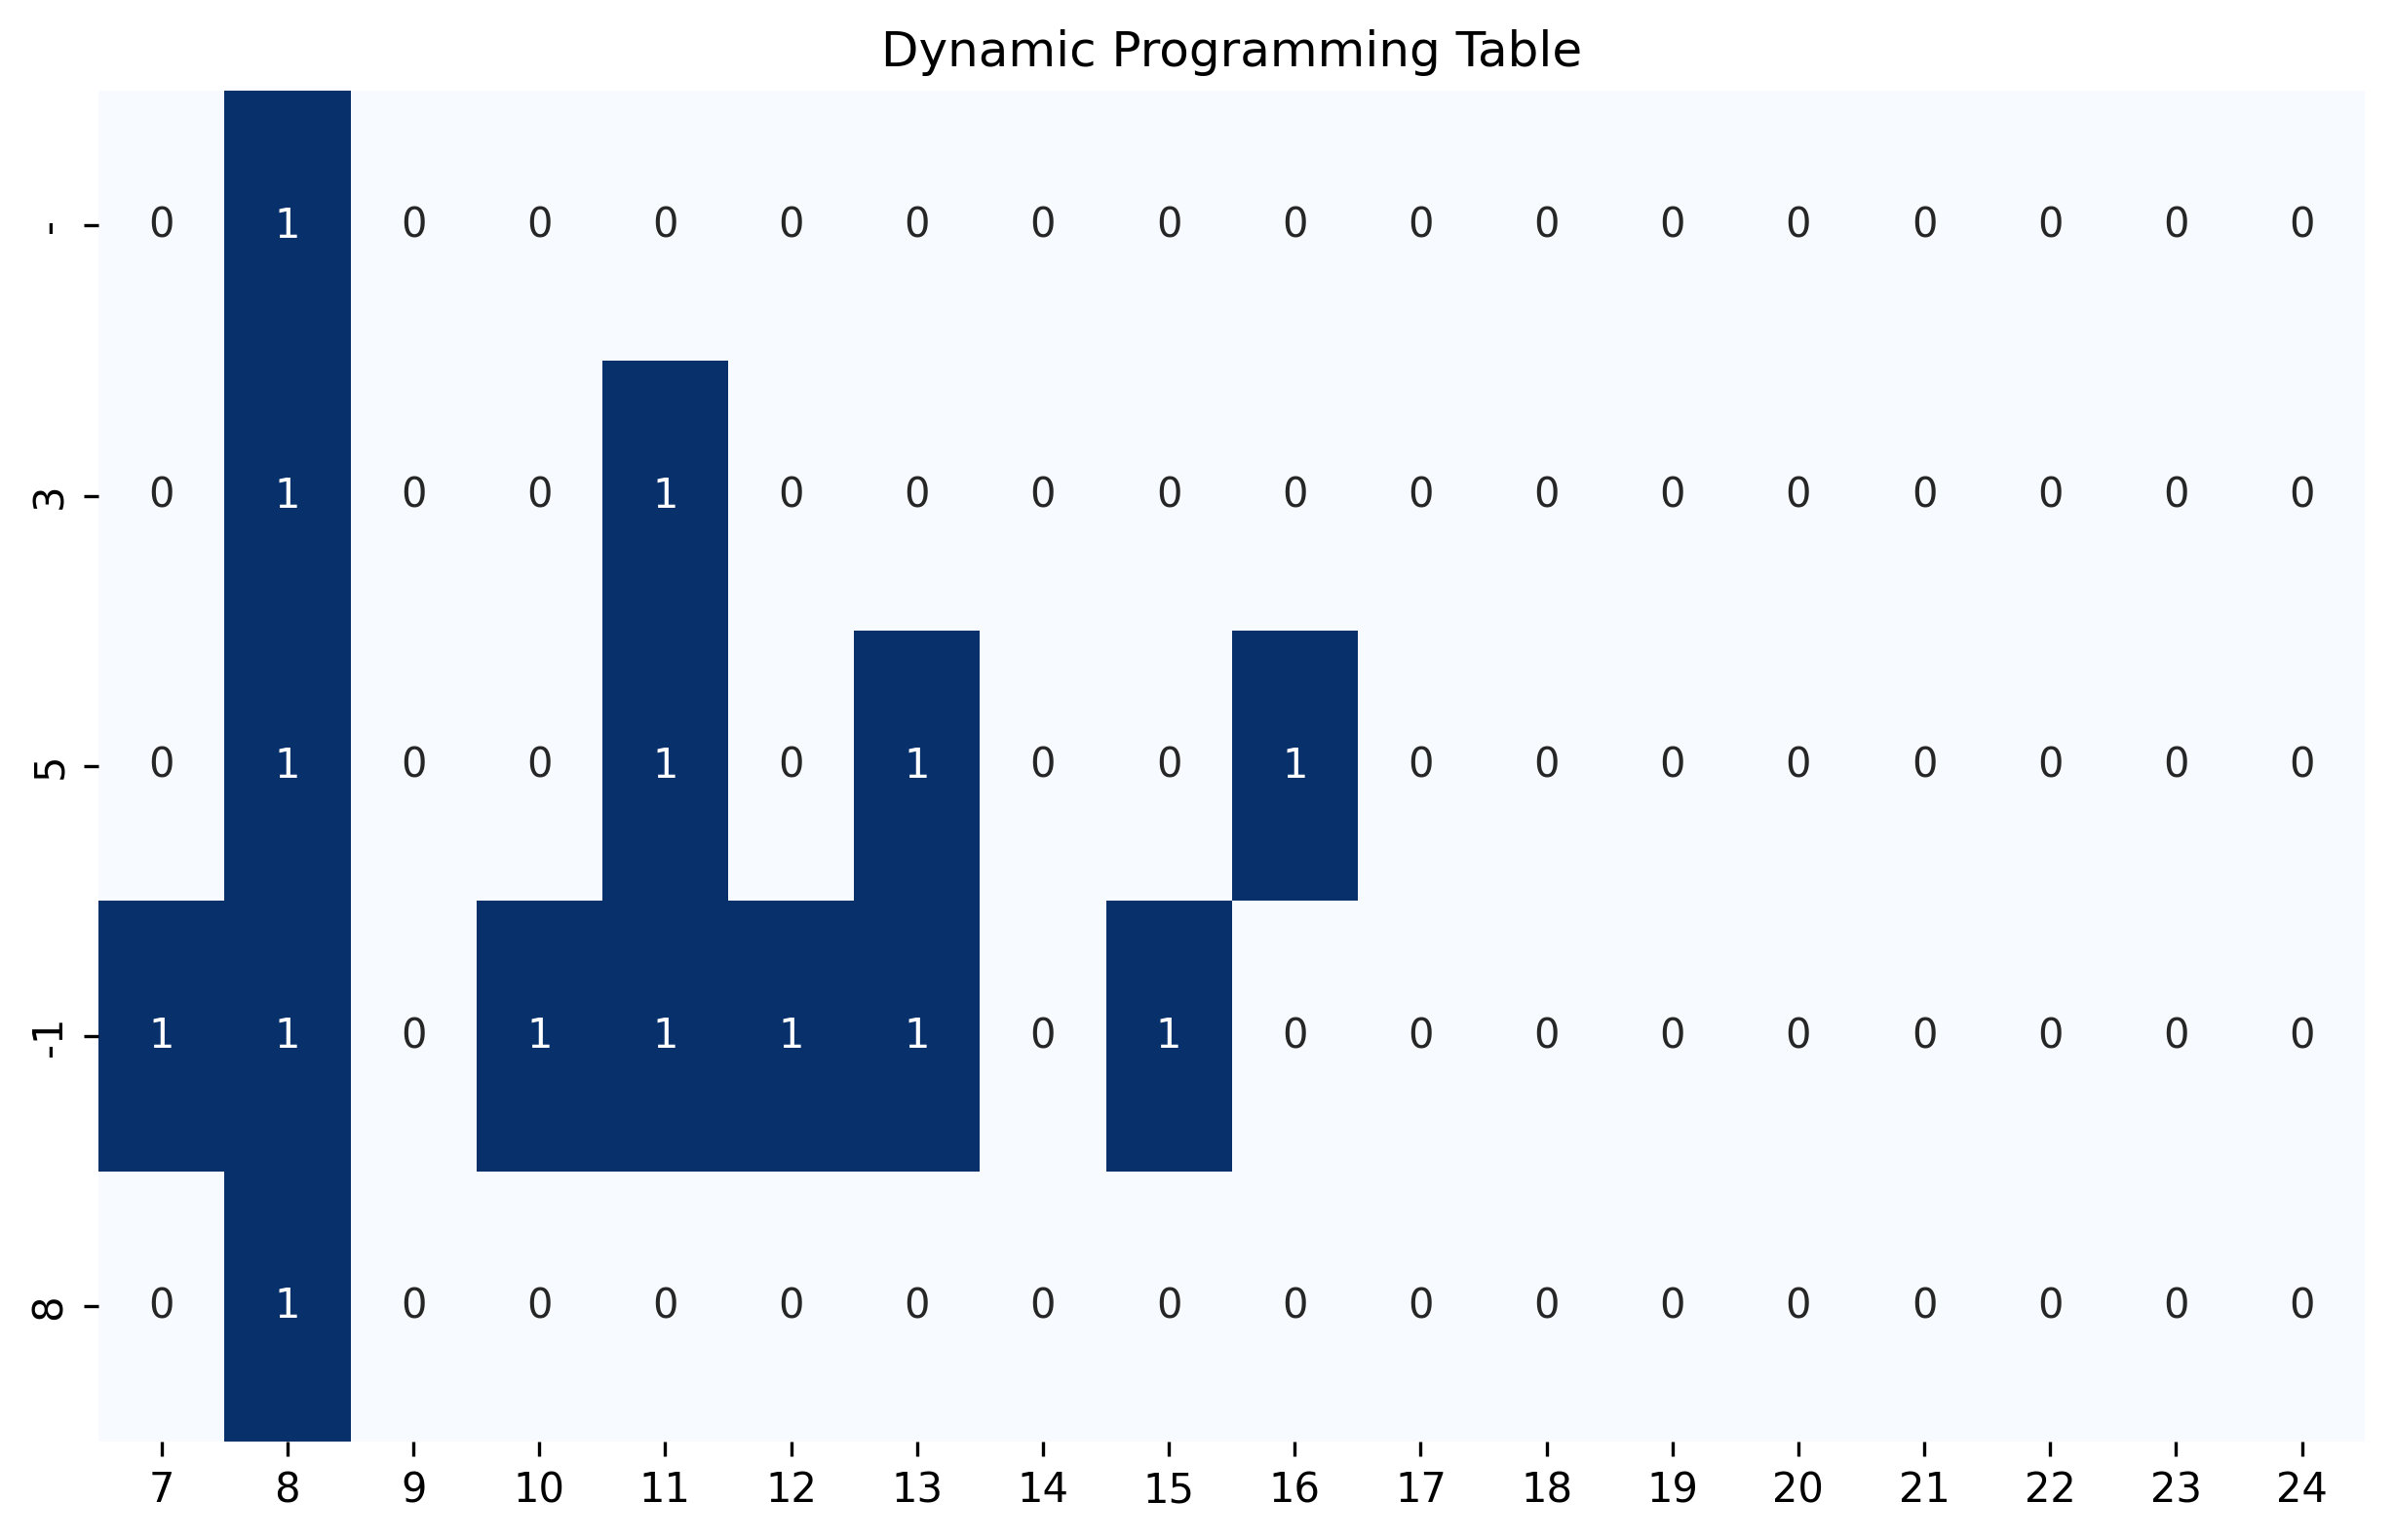 Dynamic Programming Table
- 0 1 0 0 0 0 0 0 0 0 0 0 0 0 0 0 0 0
3 0 1 0 0 1 0 0 0 0 0 0 0 0 0 0 0 0 0
5 0 1 0 0 1 0 1 0 0 1 0 0 0 0 0 0 0 0
-1 1 1 0 1 1 1 1 0 1 0 0 0 0 0 0 0 0 0
8 0 1 0 0 0 0 0 0 0 0 0 0 0 0 0 0 0 0
7 8 9 10 11 12 13 14 15 16 17 18 19 20 21 22 23 24